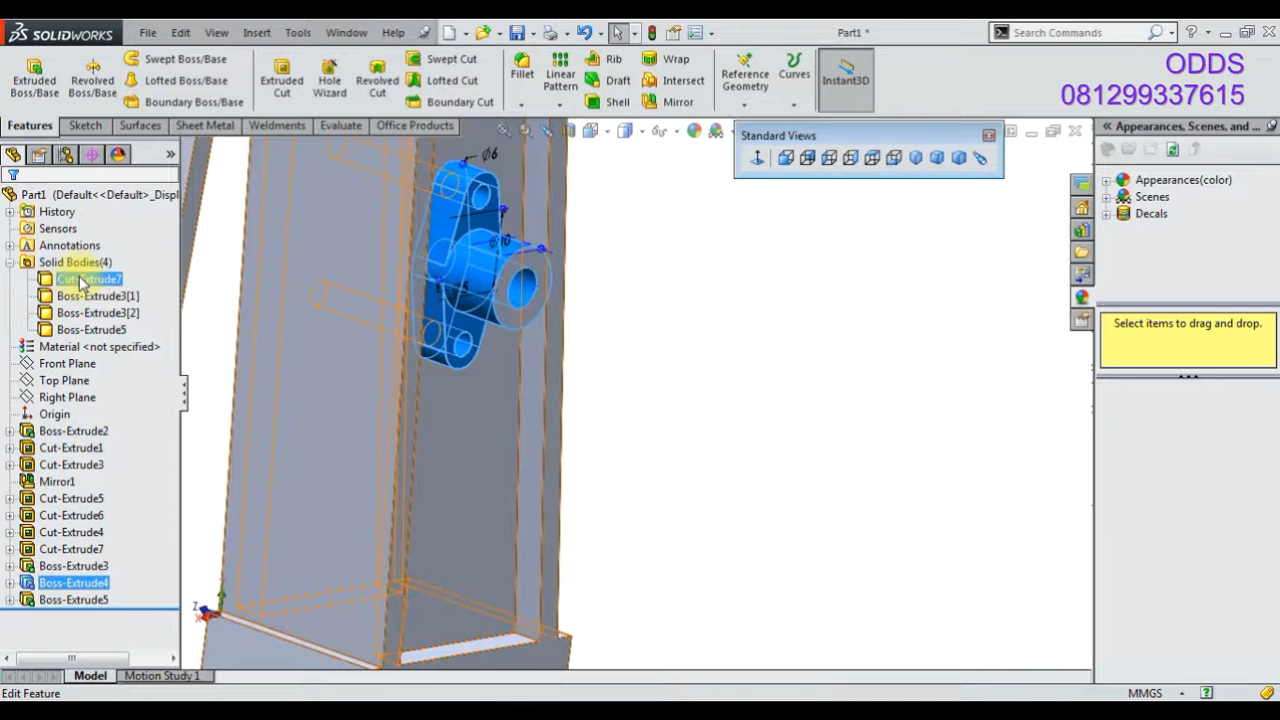 SOLIDWORKS
File Edit View Insert Tools Window Help
Part1 *
Search Commands
ODDS
081299337615
Extruded Boss/Base
Revolved Boss/Base
Swept Boss/Base
Lofted Boss/Base
Boundary Boss/Base
Extruded Cut
Hole Wizard
Revolved Cut
Swept Cut
Lofted Cut
Boundary Cut
Fillet
Linear Pattern
Rib
Draft
Shell
Wrap
Intersect
Mirror
Reference Geometry
Curves
Instant3D
Features Sketch Surfaces Sheet Metal Weldments Evaluate Office Products
Standard Views
Appearances, Scenes, and ...
Part1 (Default<<Default>_Displ
History
Sensors
Annotations
Solid Bodies(4)
Cut-Extrude7
Boss-Extrude3[1]
Boss-Extrude3[2]
Boss-Extrude5
Material <not specified>
Front Plane
Top Plane
Right Plane
Origin
Boss-Extrude2
Cut-Extrude1
Cut-Extrude3
Mirror1
Cut-Extrude5
Cut-Extrude6
Cut-Extrude4
Cut-Extrude7
Boss-Extrude3
Boss-Extrude4
Boss-Extrude5
Ø6
Ø10
Z
X
Appearances(color)
Scenes
Decals
Select items to drag and drop.
Model Motion Study 1
Edit Feature
MMGS